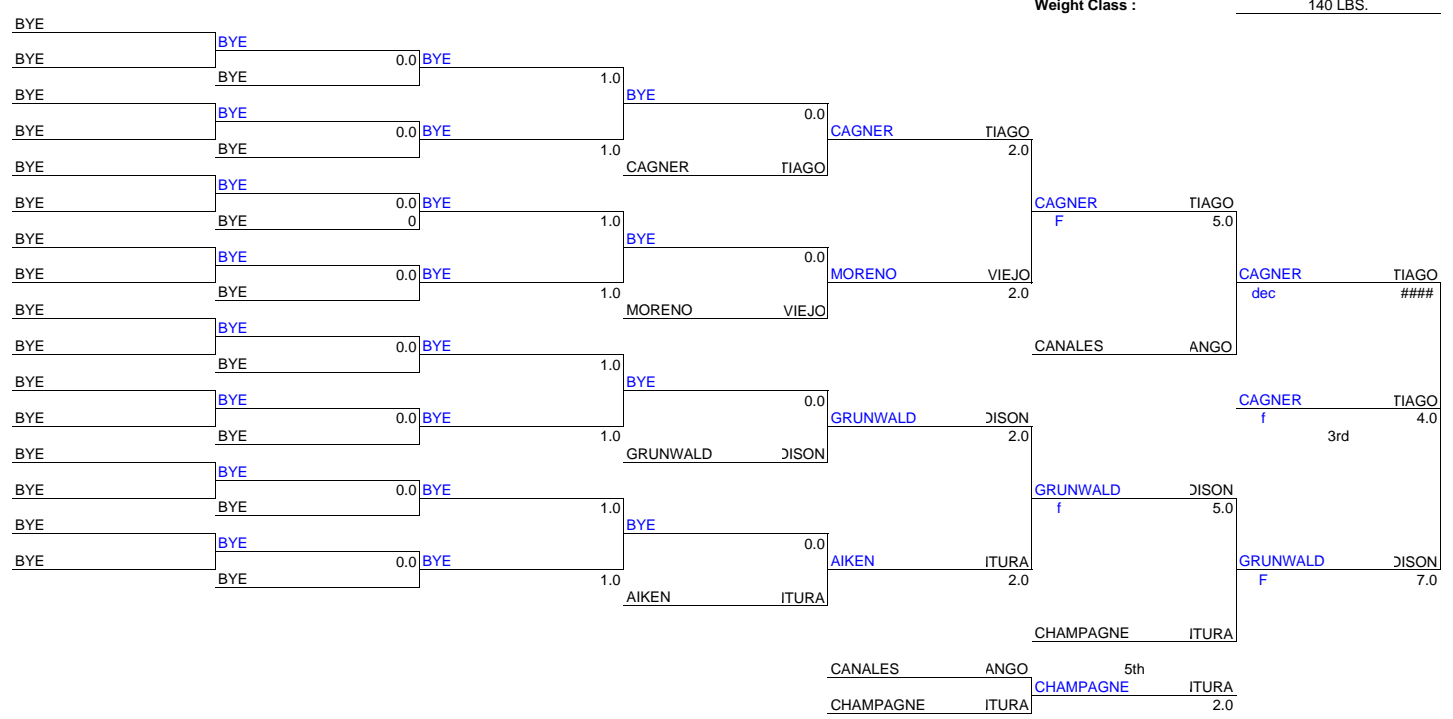 Weight Class : 140 LBS.
BYE
BYE
BYE 0.0 BYE
BYE 1.0
BYE BYE
BYE 0.0
BYE 0.0 BYE CAGNER TIAGO
BYE 1.0 2.0
BYE CAGNER TIAGO
BYE
BYE 0.0 BYE CAGNER TIAGO
BYE 0 1.0 F 5.0
BYE BYE
BYE 0.0
BYE 0.0 BYE MORENO VIEJO CAGNER TIAGO
BYE 1.0 2.0 dec ####
BYE MORENO VIEJO
BYE
BYE 0.0 BYE CANALES ANGO
BYE 1.0
BYE BYE
BYE 0.0 CAGNER TIAGO
BYE 0.0 BYE GRUNWALD DISON f 4.0
BYE 1.0 2.0 3rd
BYE GRUNWALD DISON
BYE
BYE 0.0 BYE GRUNWALD DISON
BYE 1.0 f 5.0
BYE BYE
BYE 0.0
BYE 0.0 BYE AIKEN ITURA GRUNWALD DISON
BYE 1.0 2.0 F 7.0
AIKEN ITURA
CHAMPAGNE ITURA
CANALES ANGO 5th
CHAMPAGNE ITURA
CHAMPAGNE ITURA 2.0